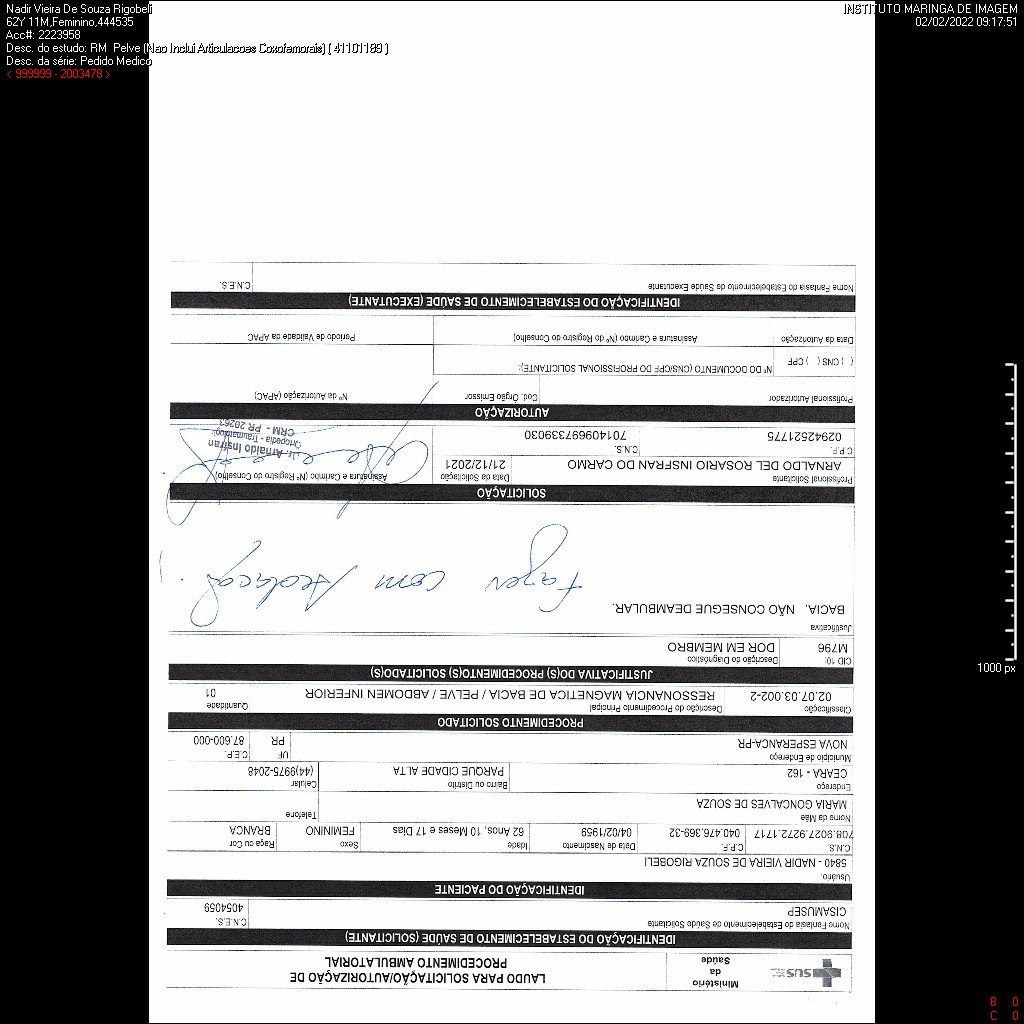 Nadir Vieira De Souza Rigobeli
62Y 11M,Feminino,444535
Acc#: 2223958
Desc. do estudo: RM Pelve (Nao Inclui Articulacoes Coxofemorais) ( 41101189 )
Desc. da série: Pedido Medico
< 999999 - 2003478 >
INSTITUTO MARINGA DE IMAGEM
02/02/2022 09:17:51
SUS
Ministério
da
Saúde
LAUDO PARA SOLICITAÇÃO/AUTORIZAÇÃO DE
PROCEDIMENTO AMBULATORIAL
IDENTIFICAÇÃO DO ESTABELECIMENTO DE SAÚDE (SOLICITANTE)
Nome Fantasia do Estabelecimento de Saúde Solicitante C.N.E.S.
CISAMUSEP 4054059
IDENTIFICAÇÃO DO PACIENTE
Usuário.
5840 - NADIR VIEIRA DE SOUZA RIGOBELI
C.N.S. C.P.F. Data de Nascimento Idade Sexo Raça ou Cor
708.9027.9272.1717 040.476.369-32 04/02/1959 62 Anos, 10 Meses e 17 Dias FEMININO BRANCA
Nome da Mãe Telefone
MARIA GONCALVES DE SOUZA
Endereço Bairro ou Distrito Celular
CEARA - 162 PARQUE CIDADE ALTA (44)9975-2048
Município de Endereço UF C.E.P.
NOVA ESPERANCA-PR PR 87.600-000
PROCEDIMENTO SOLICITADO
Classificação Descrição do Procedimento Principal Quantidade
02.07.03.002-2 RESSONANCIA MAGNETICA DE BACIA / PELVE / ABDOMEN INFERIOR 01
JUSTIFICATIVA DO(S) PROCEDIMENTO(S) SOLICITADO(S)
CID 10: Descrição do Diagnóstico
M796 DOR EM MEMBRO
Justificativa
BACIA. NÃO CONSEGUE DEAMBULAR.
Fazer com
SOLICITAÇÃO
Profissional Solicitante Data da Solicitação Assinatura e Carimbo (Nº Registro do Conselho)
ARNALDO DEL ROSARIO INSFRAN DO CARMO 21/12/2021
C.P.F. C.N.S.
02942521775 701409697339030
Dr. Arnaldo Insfran
Ortopedia - Traumatolog
CRM - PR 20263
AUTORIZAÇÃO
Profissional Autorizador Cod. Órgão Emissor Nº da Autorização (APAC)
( ) CNS ( ) CPF Nº DO DOCUMENTO (CNS/CPF DO PROFISSIONAL SOLICITANTE):
Data da Autorização Assinatura e Carimbo (Nº do Registro do Conselho) Período de Validade da APAC
IDENTIFICAÇÃO DO ESTABELECIMENTO DE SAÚDE (EXECUTANTE)
Nome Fantasia do Estabelecimento de Saúde Executante C.N.E.S.
1000 px
B 0
C 0